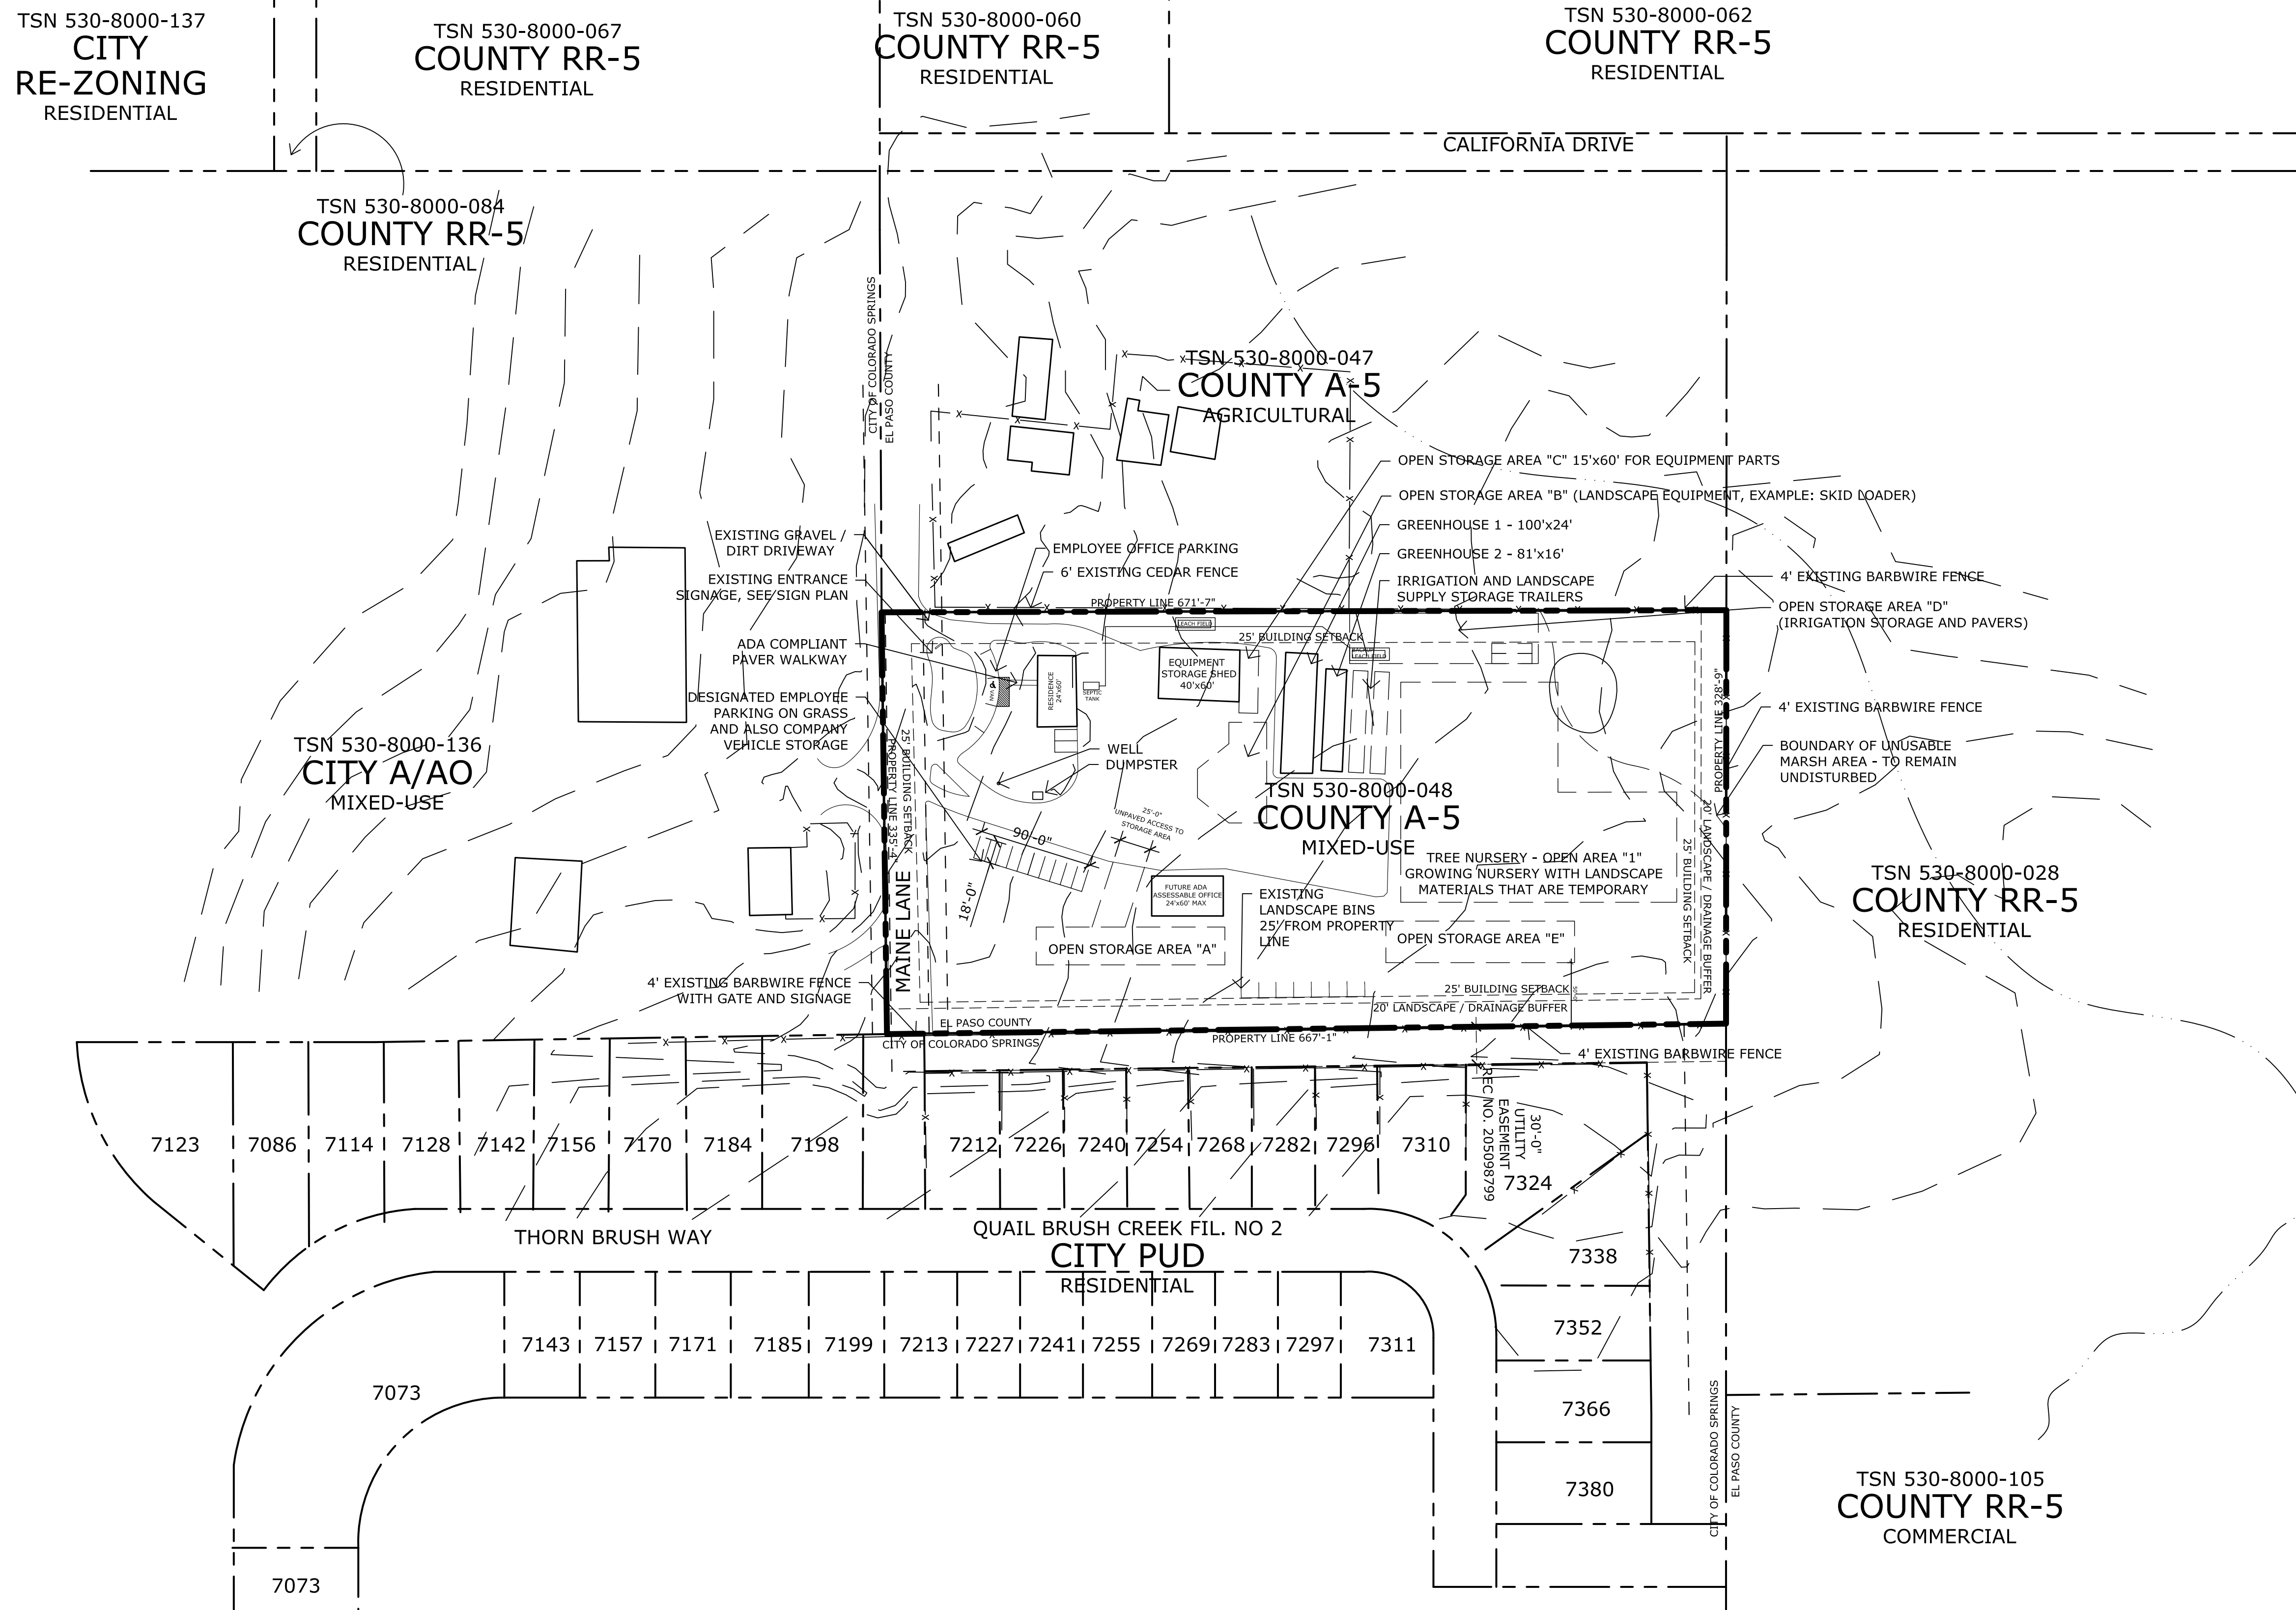 TSN 530-8000-137
CITY
RE-ZONING
RESIDENTIAL
TSN 530-8000-067
COUNTY RR-5
RESIDENTIAL
TSN 530-8000-060
COUNTY RR-5
RESIDENTIAL
TSN 530-8000-062
COUNTY RR-5
RESIDENTIAL
CALIFORNIA DRIVE
TSN 530-8000-084
COUNTY RR-5
RESIDENTIAL
CITY OF COLORADO SPRINGS
EL PASO COUNTY
TSN 530-8000-047
COUNTY A-5
AGRICULTURAL
OPEN STORAGE AREA "C" 15'x60' FOR EQUIPMENT PARTS
OPEN STORAGE AREA "B" (LANDSCAPE EQUIPMENT, EXAMPLE: SKID LOADER)
GREENHOUSE 1 - 100'x24'
GREENHOUSE 2 - 81'x16'
IRRIGATION AND LANDSCAPE
SUPPLY STORAGE TRAILERS
EXISTING GRAVEL /
DIRT DRIVEWAY
EMPLOYEE OFFICE PARKING
6' EXISTING CEDAR FENCE
EXISTING ENTRANCE
SIGNAGE, SEE SIGN PLAN
4' EXISTING BARBWIRE FENCE
OPEN STORAGE AREA "D"
(IRRIGATION STORAGE AND PAVERS)
PROPERTY LINE 671'-7"
LEACH FIELD
25' BUILDING SETBACK
BACKUP
LEACH FIELD
ADA COMPLIANT
PAVER WALKWAY
VAN
RESIDENCE
24'x60'
SEPTIC
TANK
EQUIPMENT
STORAGE SHED
40'x60'
DESIGNATED EMPLOYEE
PARKING ON GRASS
AND ALSO COMPANY
VEHICLE STORAGE
PROPERTY LINE 335'-4"
25' BUILDING SETBACK
MAINE LANE
WELL
DUMPSTER
PROPERTY LINE 328'-9"
4' EXISTING BARBWIRE FENCE
BOUNDARY OF UNUSABLE
MARSH AREA - TO REMAIN
UNDISTURBED
TSN 530-8000-136
CITY A/AO
MIXED-USE
TSN 530-8000-048
COUNTY A-5
MIXED-USE
90'-0"
18'-0"
25'-0"
UNPAVED ACCESS TO
STORAGE AREA
TREE NURSERY - OPEN AREA "1"
GROWING NURSERY WITH LANDSCAPE
MATERIALS THAT ARE TEMPORARY
25' BUILDING SETBACK
20' LANDSCAPE / DRAINAGE BUFFER
FUTURE ADA
ASSESSABLE OFFICE
24'x60' MAX
EXISTING
LANDSCAPE BINS
25' FROM PROPERTY
LINE
OPEN STORAGE AREA "A"
OPEN STORAGE AREA "E"
TSN 530-8000-028
COUNTY RR-5
RESIDENTIAL
4' EXISTING BARBWIRE FENCE
WITH GATE AND SIGNAGE
25' BUILDING SETBACK
20' LANDSCAPE / DRAINAGE BUFFER
EL PASO COUNTY
CITY OF COLORADO SPRINGS
PROPERTY LINE 667'-1"
4' EXISTING BARBWIRE FENCE
30'-0"
UTILITY
EASEMENT
REC NO. 205098799
7123
7086
7114
7128
7142
7156
7170
7184
7198
7212
7226
7240
7254
7268
7282
7296
7310
7324
THORN BRUSH WAY
QUAIL BRUSH CREEK FIL. NO 2
CITY PUD
RESIDENTIAL
7338
7143
7157
7171
7185
7199
7213
7227
7241
7255
7269
7283
7297
7311
7352
7073
7366
7380
CITY OF COLORADO SPRINGS
EL PASO COUNTY
TSN 530-8000-105
COUNTY RR-5
COMMERCIAL
7073